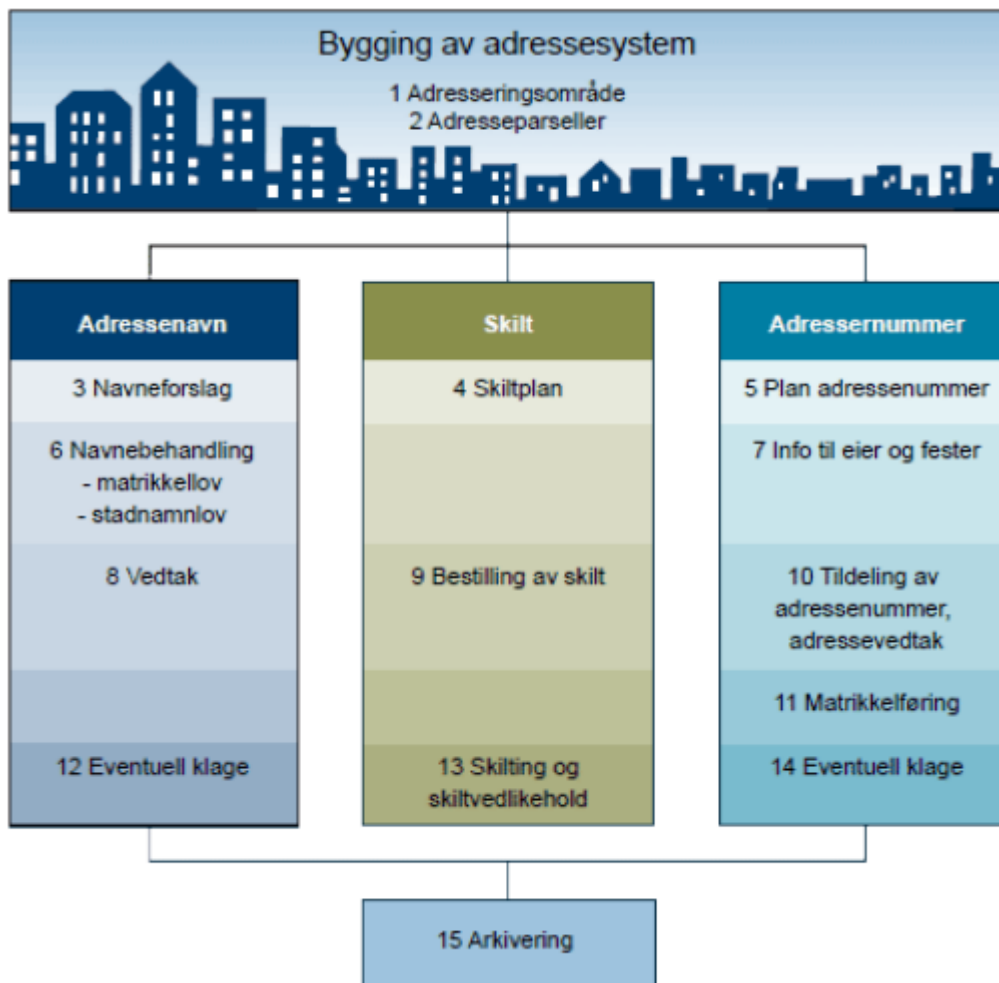 Bygging av adressesystem
1 Adresseringsområde
2 Adresseparseller
Adressenavn
3 Navneforslag
6 Navnebehandling
- matrikkellov
- stadnamnlov
8 Vedtak
12 Eventuell klage
Skilt
4 Skiltplan
9 Bestilling av skilt
13 Skilting og
skiltvedlikehold
Adressernummer
5 Plan adressenummer
7 Info til eier og fester
10 Tildeling av
adressenummer,
adressevedtak
11 Matrikkelføring
14 Eventuell klage
15 Arkivering